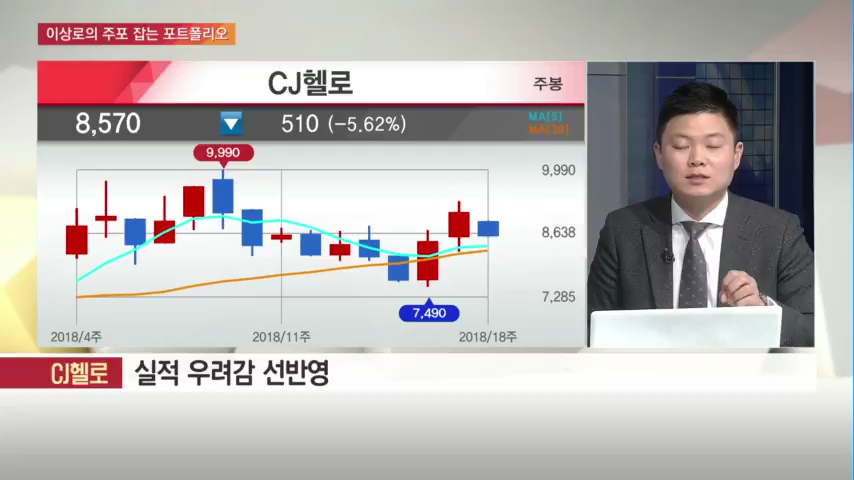 이상로의 주포 잡는 포트폴리오
CJ헬로
주봉
8,570
510 (-5.62%)
MA[5]
MA[20]
9,990
9,990
8,638
7,285
7,490
2018/4주
2018/11주
2018/18주
CJ헬로
실적 우려감 선반영